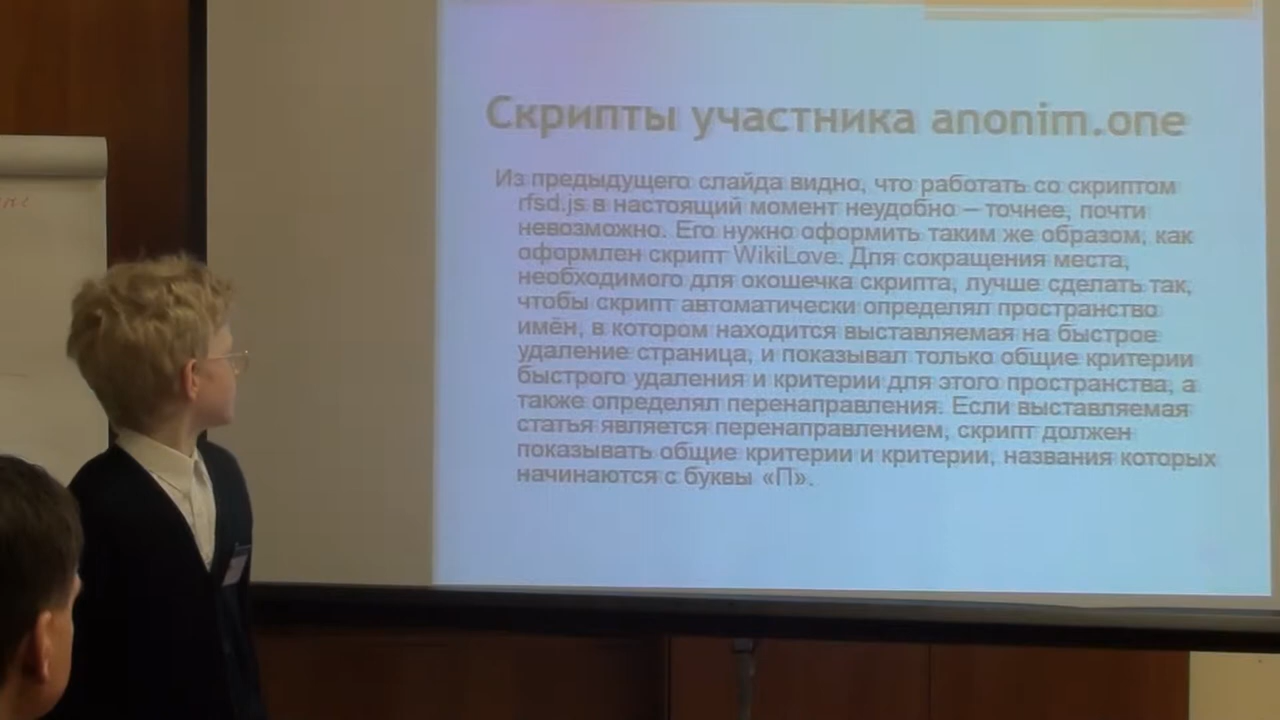 Скрипты участника anonim.one
Из предыдущего слайда видно, что работать со скриптом
rfsd.js в настоящий момент неудобно – точнее, почти
невозможно. Его нужно оформить таким же образом, как
оформлен скрипт WikiLove. Для сокращения места,
необходимого для окошечка скрипта, лучше сделать так,
чтобы скрипт автоматически определял пространство
имён, в котором находится выставляемая на быстрое
удаление страница, и показывал только общие критерии
быстрого удаления и критерии для этого пространства, а
также определял перенаправления. Если выставляемая
статья является перенаправлением, скрипт должен
показывать общие критерии и критерии, названия которых
начинаются с буквы «П».